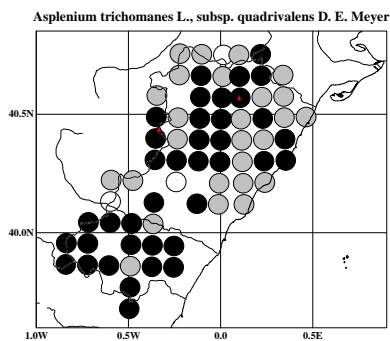 Asplenium trichomanes L., subsp. quadrivalens D. E. Meyer
40.5N
40.0N
1.0W 0.5W 0.0 0.5E